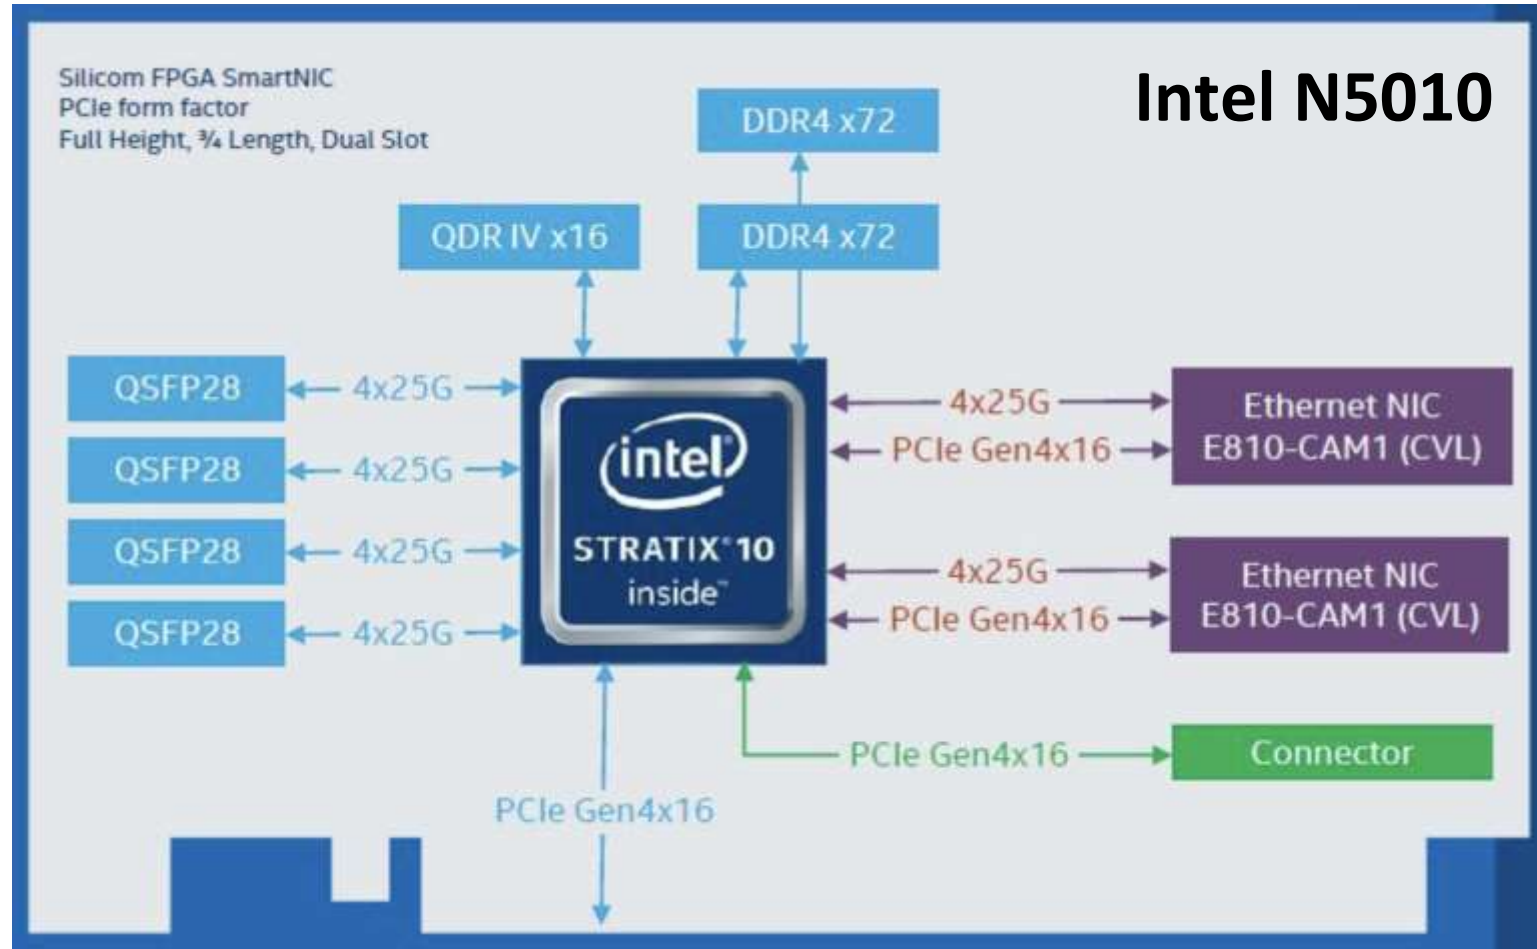 Silicom FPGA SmartNIC
PCIe form factor
Full Height, ¾ Length, Dual Slot
Intel N5010
DDR4 x72
QDR IV x16
DDR4 x72
QSFP28
4x25G
QSFP28
4x25G
QSFP28
4x25G
QSFP28
4x25G
intel®
STRATIX® 10
inside™
4x25G
PCIe Gen4x16
Ethernet NIC
E810-CAM1 (CVL)
4x25G
PCIe Gen4x16
Ethernet NIC
E810-CAM1 (CVL)
PCIe Gen4x16
Connector
PCIe Gen4x16